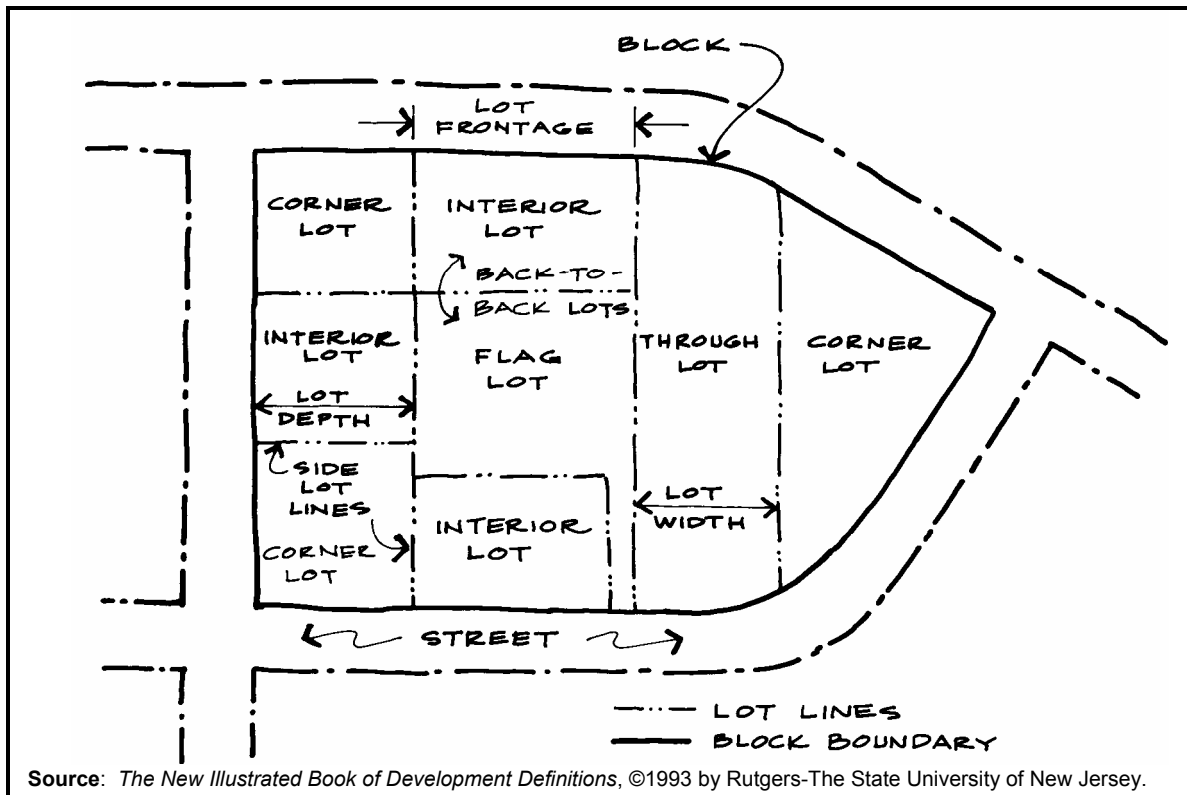 BLOCK
LOT
FRONTAGE
CORNER
LOT
INTERIOR
LOT
BACK-TO-
BACK LOTS
INTERIOR
LOT
FLAG
LOT
THROUGH
LOT
CORNER
LOT
LOT
DEPTH
SIDE
LOT
LINES
CORNER
LOT
INTERIOR
LOT
LOT
WIDTH
STREET
LOT LINES
BLOCK BOUNDARY
Source: The New Illustrated Book of Development Definitions, ©1993 by Rutgers-The State University of New Jersey.